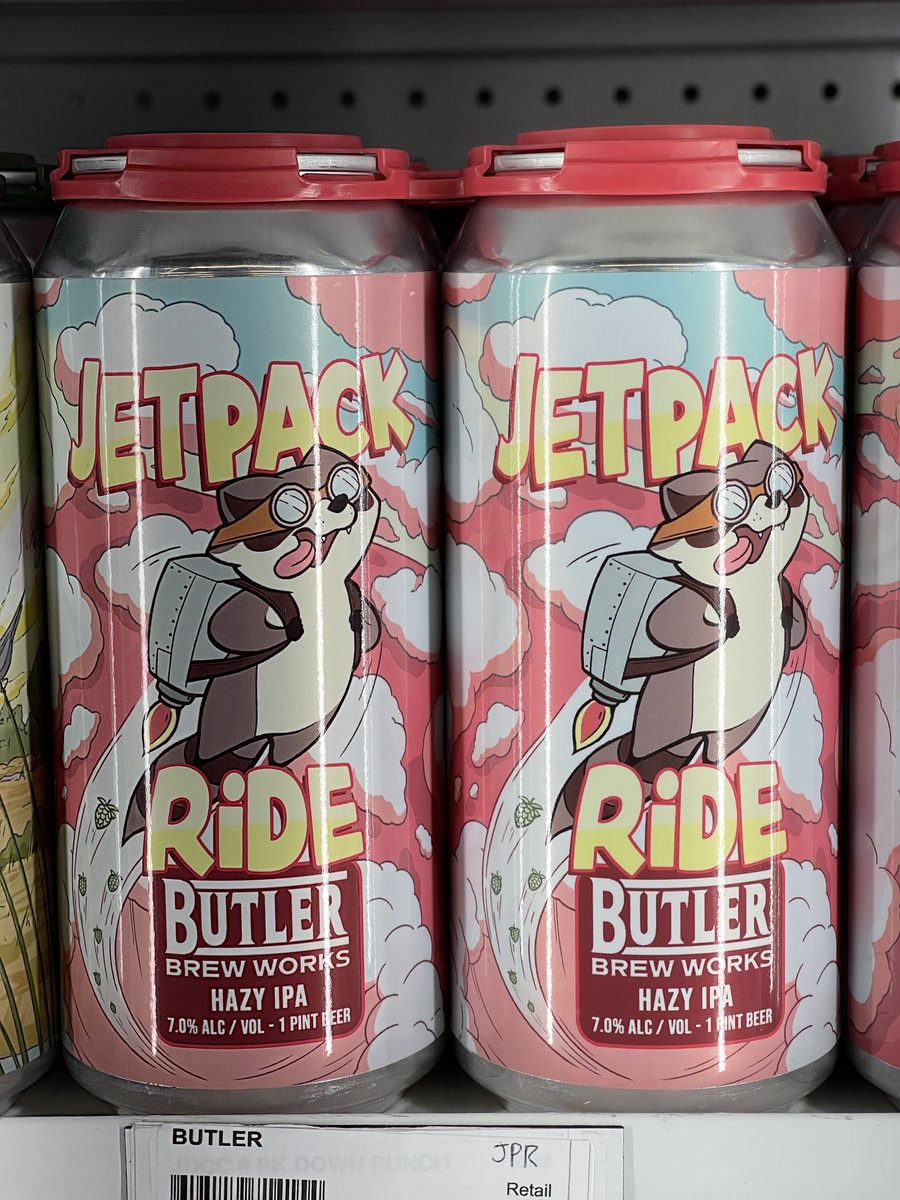 JETPACK
RiDE
BUTLER
BREW WORKS
HAZY IPA
7.0% ALC / VOL - 1 PINT BEER
JETPACK
RiDE
BUTLER
BREW WORKS
HAZY IPA
7.0% ALC / VOL - 1 PINT BEER
BUTLER
JPR
Retail